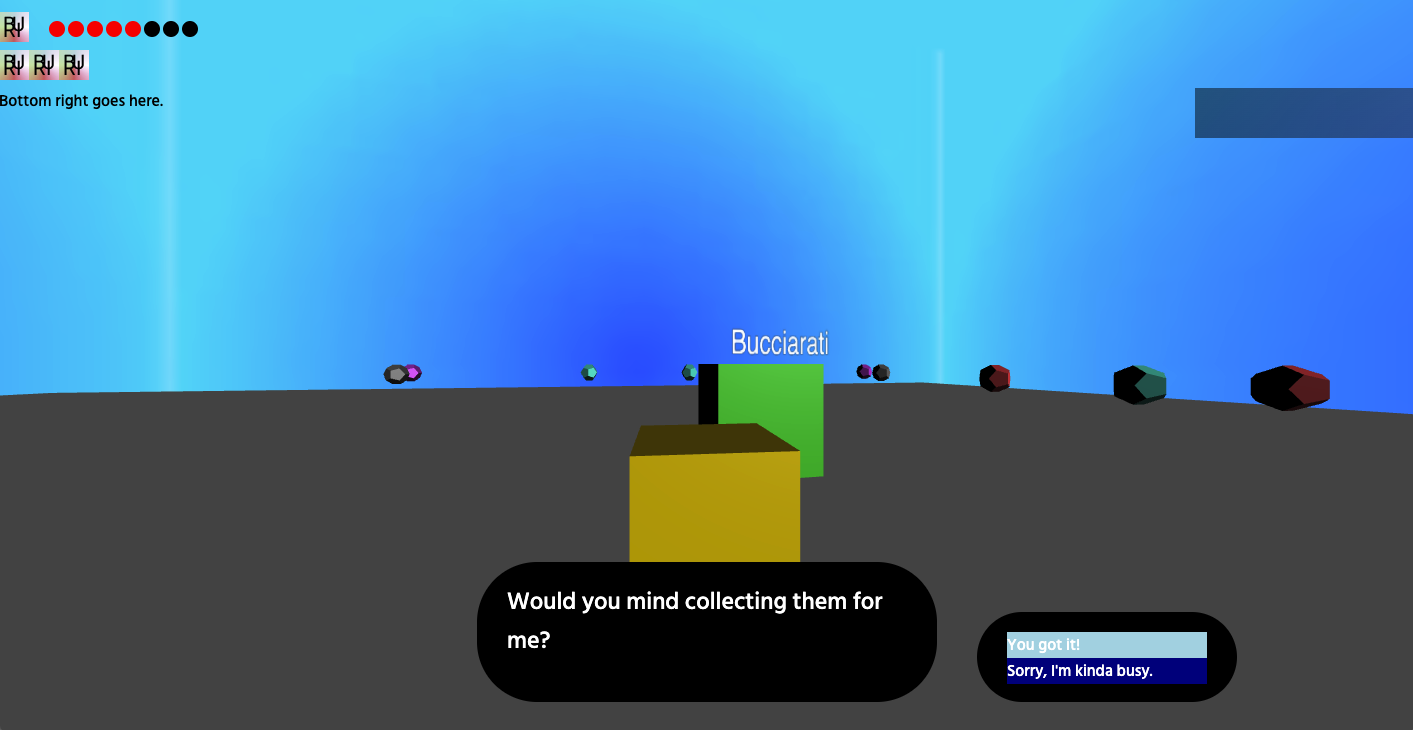 Bottom right goes here.
Bucciarati
Would you mind collecting them for
me?
You got it!
Sorry, I'm kinda busy.